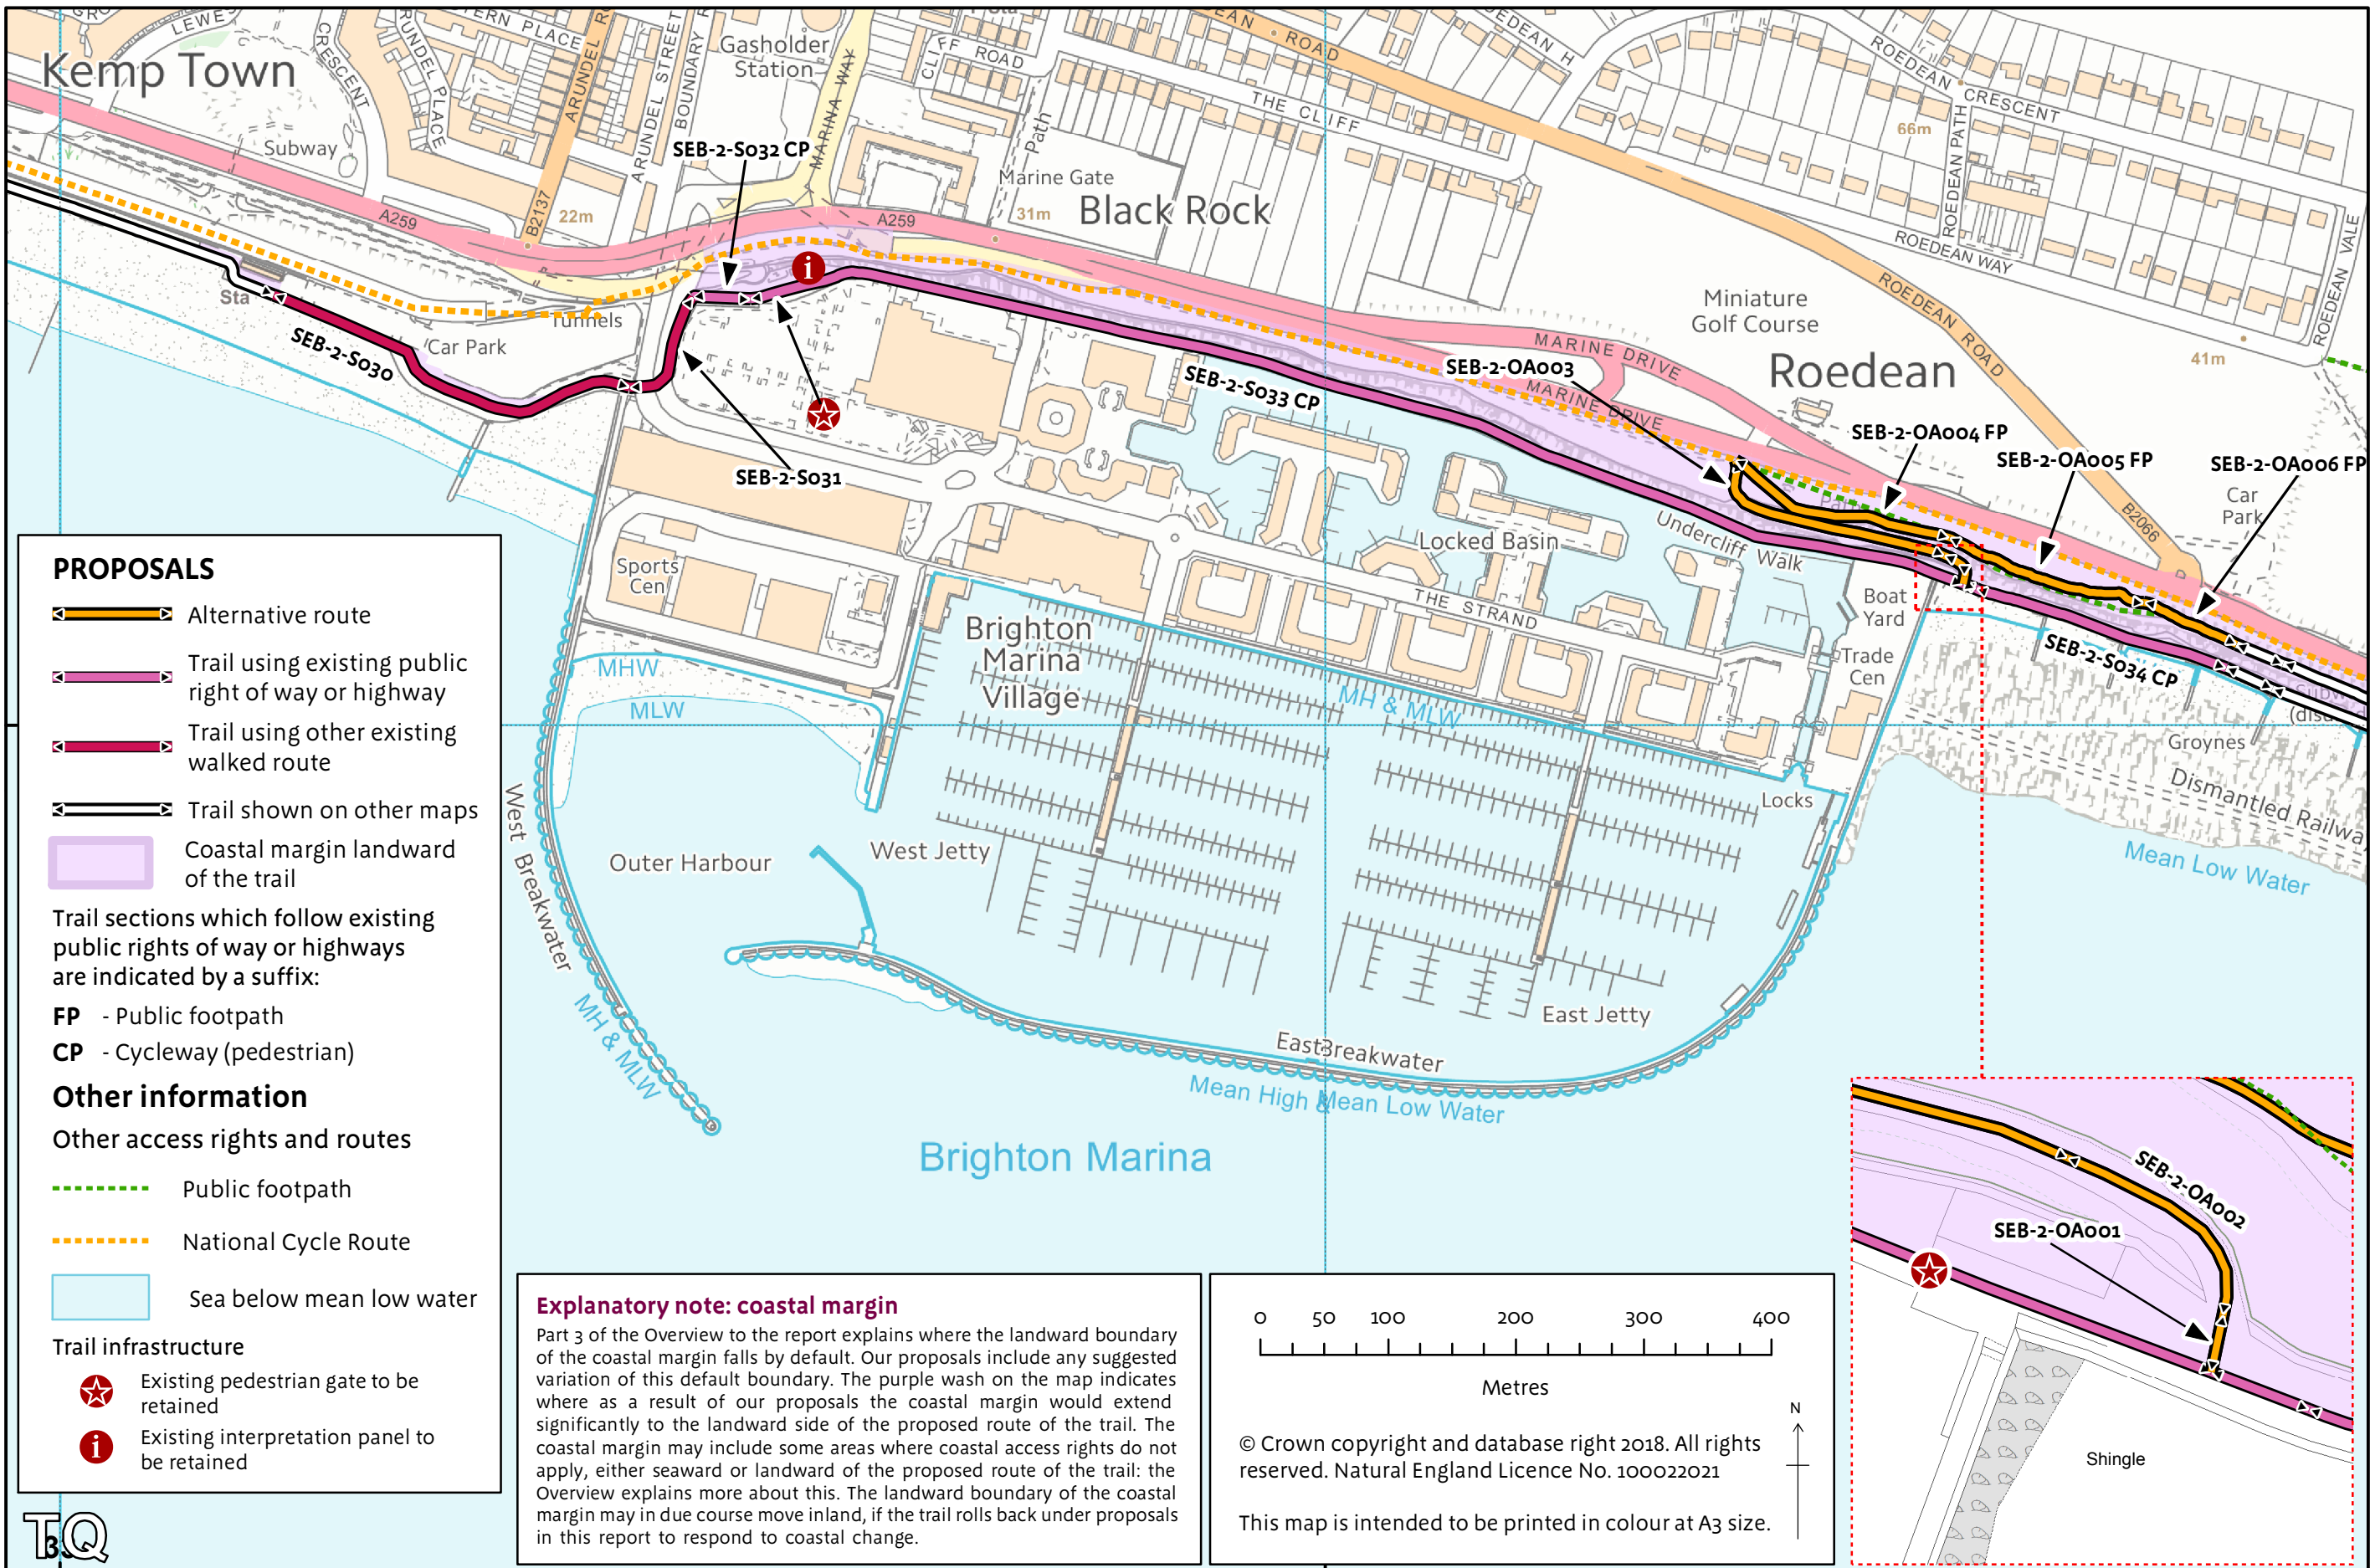 LEWES
CRESCENT
Kemp Town
Subway
ARUNDEL PLACE
ARUNDEL
B2137
22m
A259
ARUNDEL STREET
BOUNDARY
Gasholder
Station
MARINA WAY
CLIFF ROAD
SEB-2-S032 CP
Path
Marine Gate
31m
Black Rock
A259
THE CLIFF
ROAD
ROEDEAN
CRESCENT
66m
ROEDEAN PATH
ROEDEAN WAY
ROEDEAN VALE
41m
ROEDEAN ROAD
Miniature
Golf Course
Roedean
MARINE DRIVE
MARINE DRIVE
SEB-2-OA003
SEB-2-OA004 FP
SEB-2-OA005 FP
SEB-2-OA006 FP
Car
Park
B2066
Sta
SEB-2-S030
Tunnels
Car Park
SEB-2-S031
SEB-2-S033 CP
Undercliff Walk
Locked Basin
Boat
Yard
Trade
Cen
SEB-2-S034 CP
Groynes
Dismantled
Mean Low Water
Sports
Cen
THE STRAND
Brighton
Marina
Village
MHW
MLW
MH & MLW
Locks
West Breakwater
Outer Harbour
West Jetty
East Jetty
East Breakwater
MH & MLW
Mean High & Mean Low Water
Brighton Marina
PROPOSALS
Alternative route
Trail using existing public
right of way or highway
Trail using other existing
walked route
Trail shown on other maps
Coastal margin landward
of the trail
Trail sections which follow existing
public rights of way or highways
are indicated by a suffix:
FP - Public footpath
CP - Cycleway (pedestrian)
Other information
Other access rights and routes
Public footpath
National Cycle Route
Sea below mean low water
Trail infrastructure
Existing pedestrian gate to be
retained
Existing interpretation panel to
be retained
TQ
Explanatory note: coastal margin
Part 3 of the Overview to the report explains where the landward boundary
of the coastal margin falls by default. Our proposals include any suggested
variation of this default boundary. The purple wash on the map indicates
where as a result of our proposals the coastal margin would extend
significantly to the landward side of the proposed route of the trail. The
coastal margin may include some areas where coastal access rights do not
apply, either seaward or landward of the proposed route of the trail: the
Overview explains more about this. The landward boundary of the coastal
margin may in due course move inland, if the trail rolls back under proposals
in this report to respond to coastal change.
0 50 100 200 300 400
Metres
N
© Crown copyright and database right 2018. All rights
reserved. Natural England Licence No. 100022021
This map is intended to be printed in colour at A3 size.
SEB-2-OA002
SEB-2-OA001
Shingle